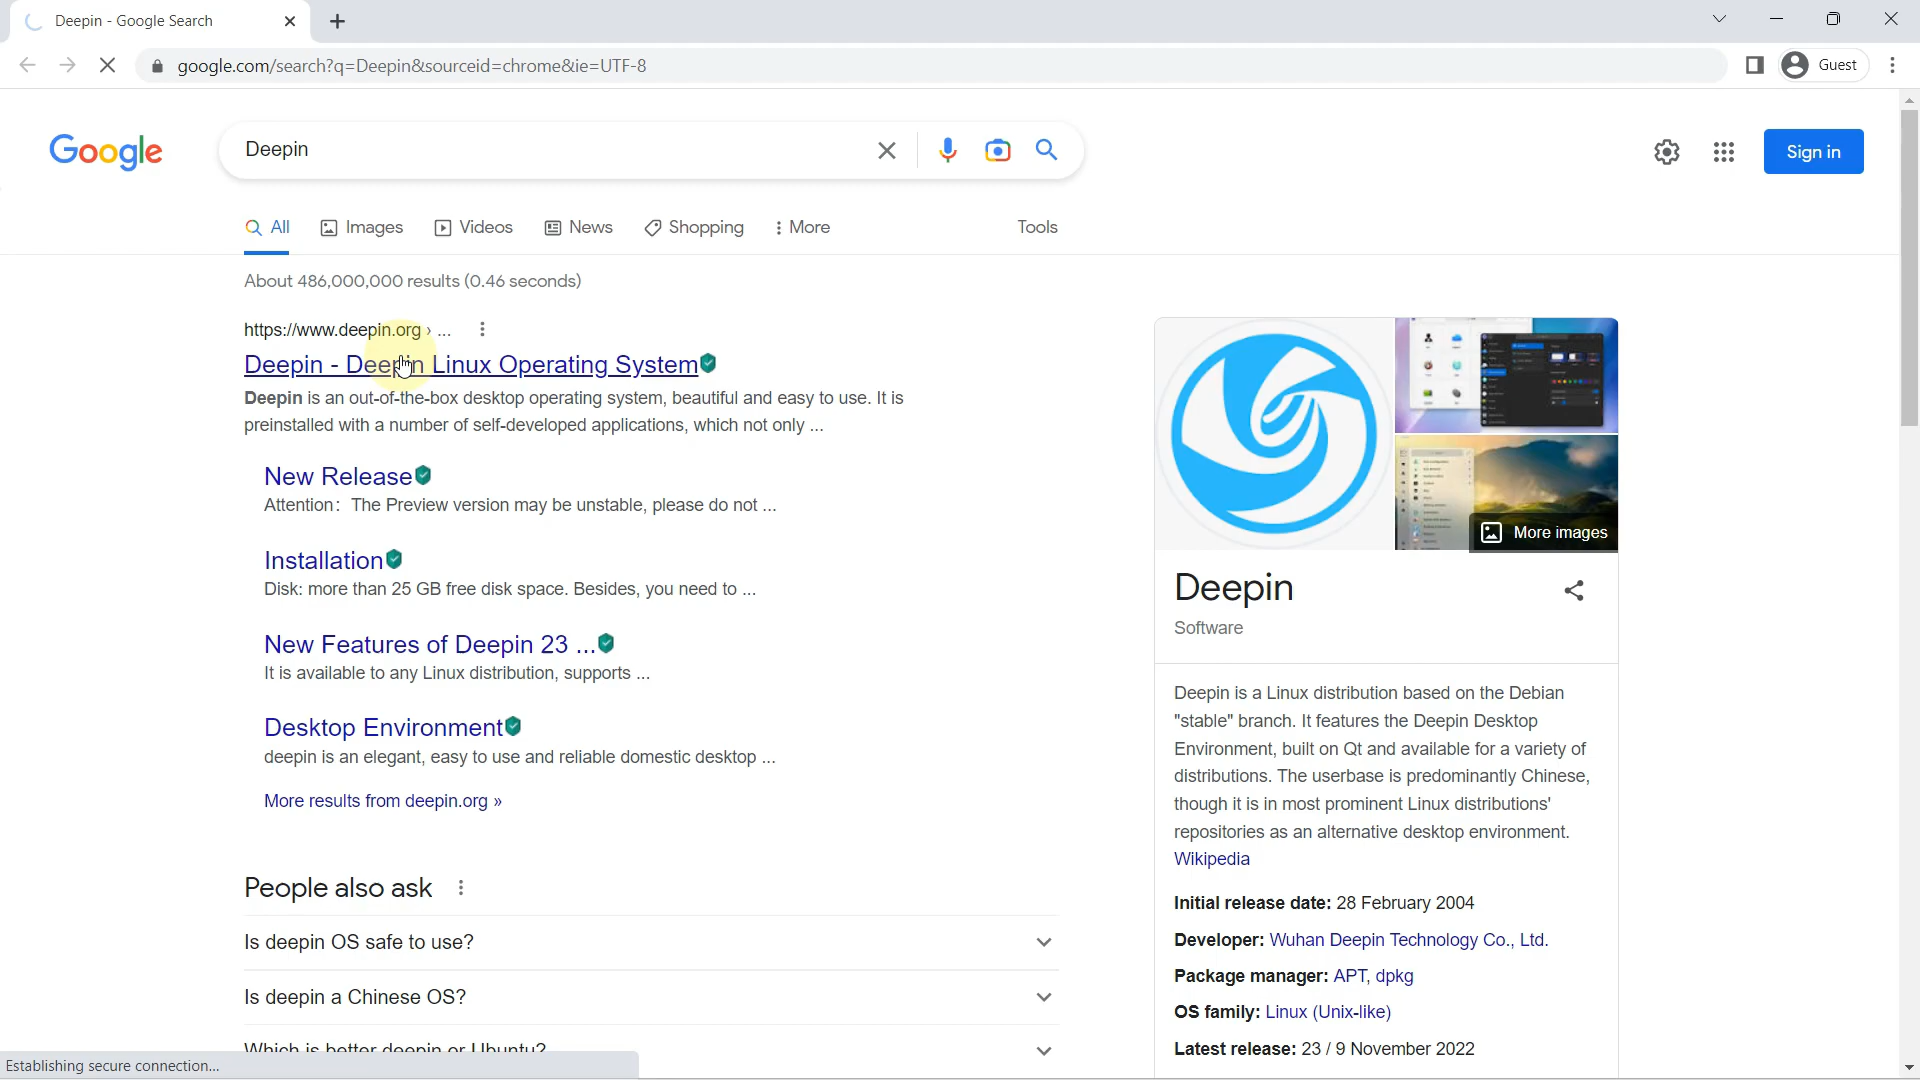 Deepin - Google Search
google.com/search?q=Deepin&sourceid=chrome&ie=UTF-8
Guest
Google
Deepin
Sign in
All
Images
Videos
News
Shopping
More
Tools
About 486,000,000 results (0.46 seconds)
https://www.deepin.org › ...
Deepin - Deepin Linux Operating System
Deepin is an out-of-the-box desktop operating system, beautiful and easy to use. It is
preinstalled with a number of self-developed applications, which not only ...
New Release
Attention: The Preview version may be unstable, please do not ...
Installation
Disk: more than 25 GB free disk space. Besides, you need to ...
New Features of Deepin 23 ...
It is available to any Linux distribution, supports ...
Desktop Environment
deepin is an elegant, easy to use and reliable domestic desktop ...
More results from deepin.org »
People also ask
Is deepin OS safe to use?
Is deepin a Chinese OS?
Which is better deepin or Ubuntu?
Establishing secure connection...
More images
Deepin
Software
Deepin is a Linux distribution based on the Debian
"stable" branch. It features the Deepin Desktop
Environment, built on Qt and available for a variety of
distributions. The userbase is predominantly Chinese,
though it is in most prominent Linux distributions'
repositories as an alternative desktop environment.
Wikipedia
Initial release date: 28 February 2004
Developer: Wuhan Deepin Technology Co., Ltd.
Package manager: APT, dpkg
OS family: Linux (Unix-like)
Latest release: 23 / 9 November 2022